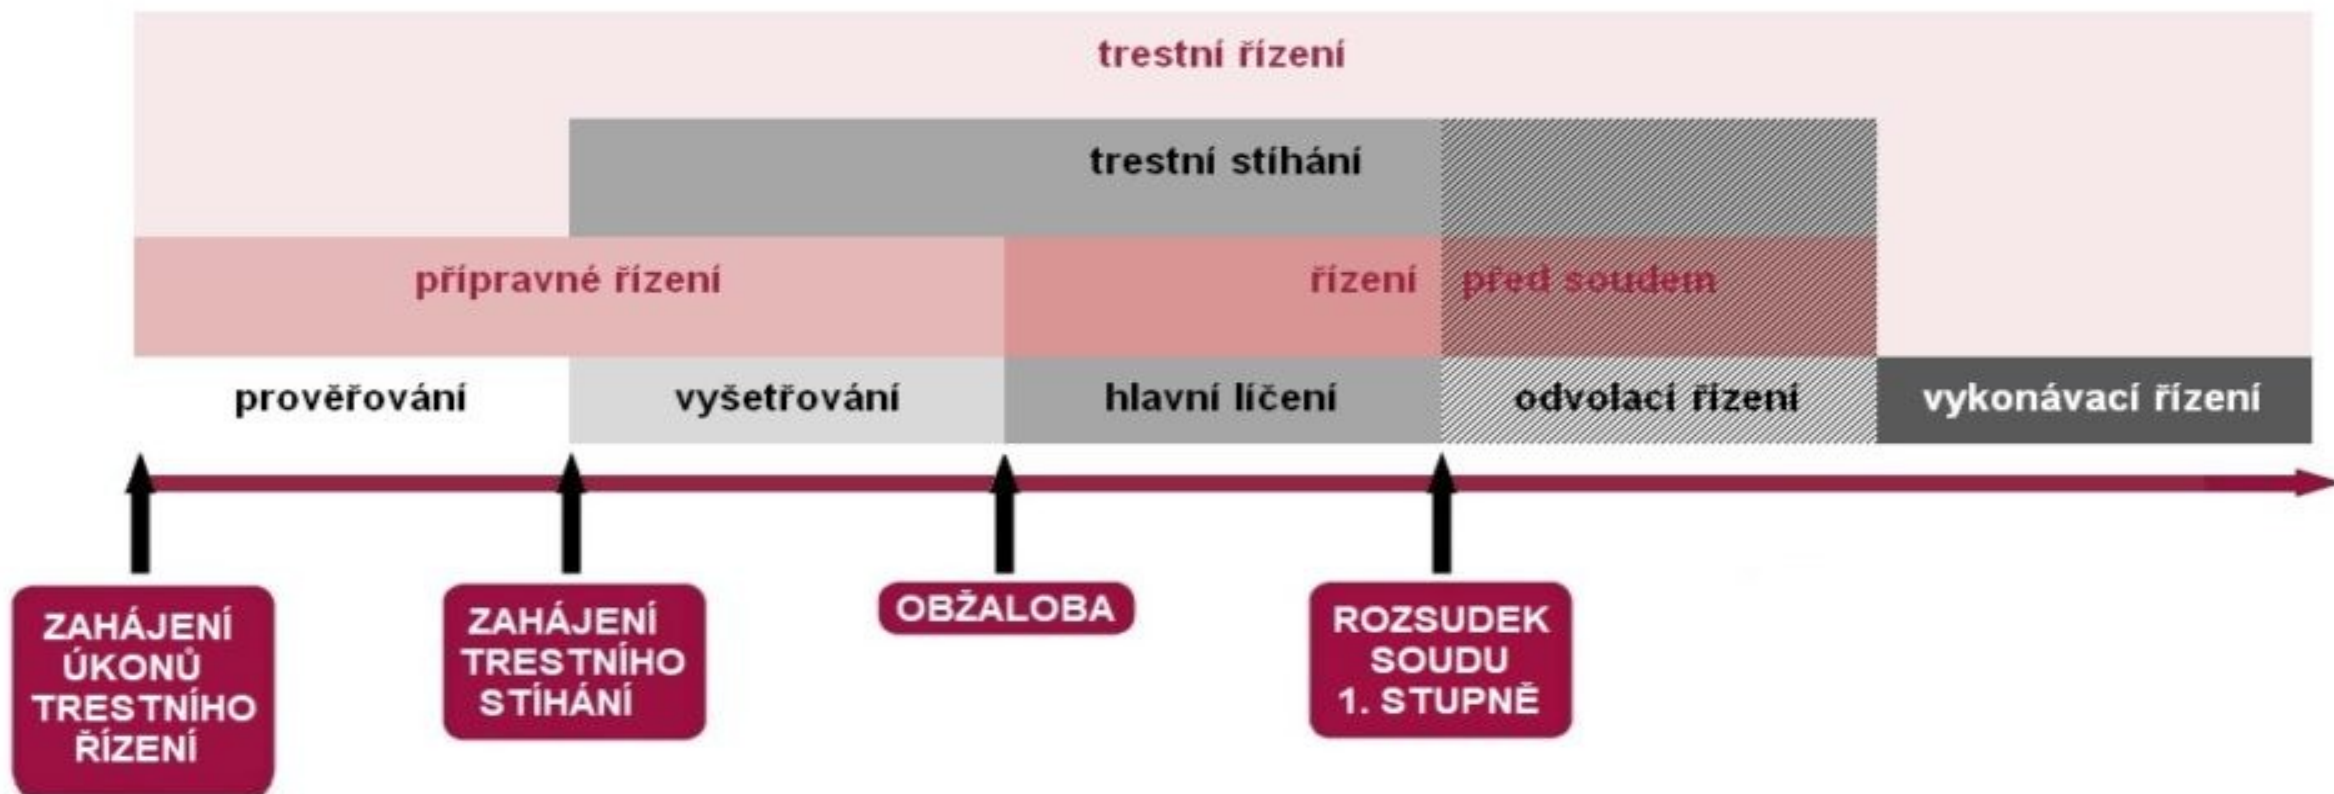 trestní řízení
trestní stíhání
přípravné řízení
řízení před soudem
prověřování
vyšetřování
hlavní líčení
odvolací řízení
vykonávací řízení
ZAHÁJENÍ
ÚKONŮ
TRESTNÍHO
ŘÍZENÍ
ZAHÁJENÍ
TRESTNÍHO
STÍHÁNÍ
OBŽALOBA
ROZSUDEK
SOUDU
1. STUPNĚ